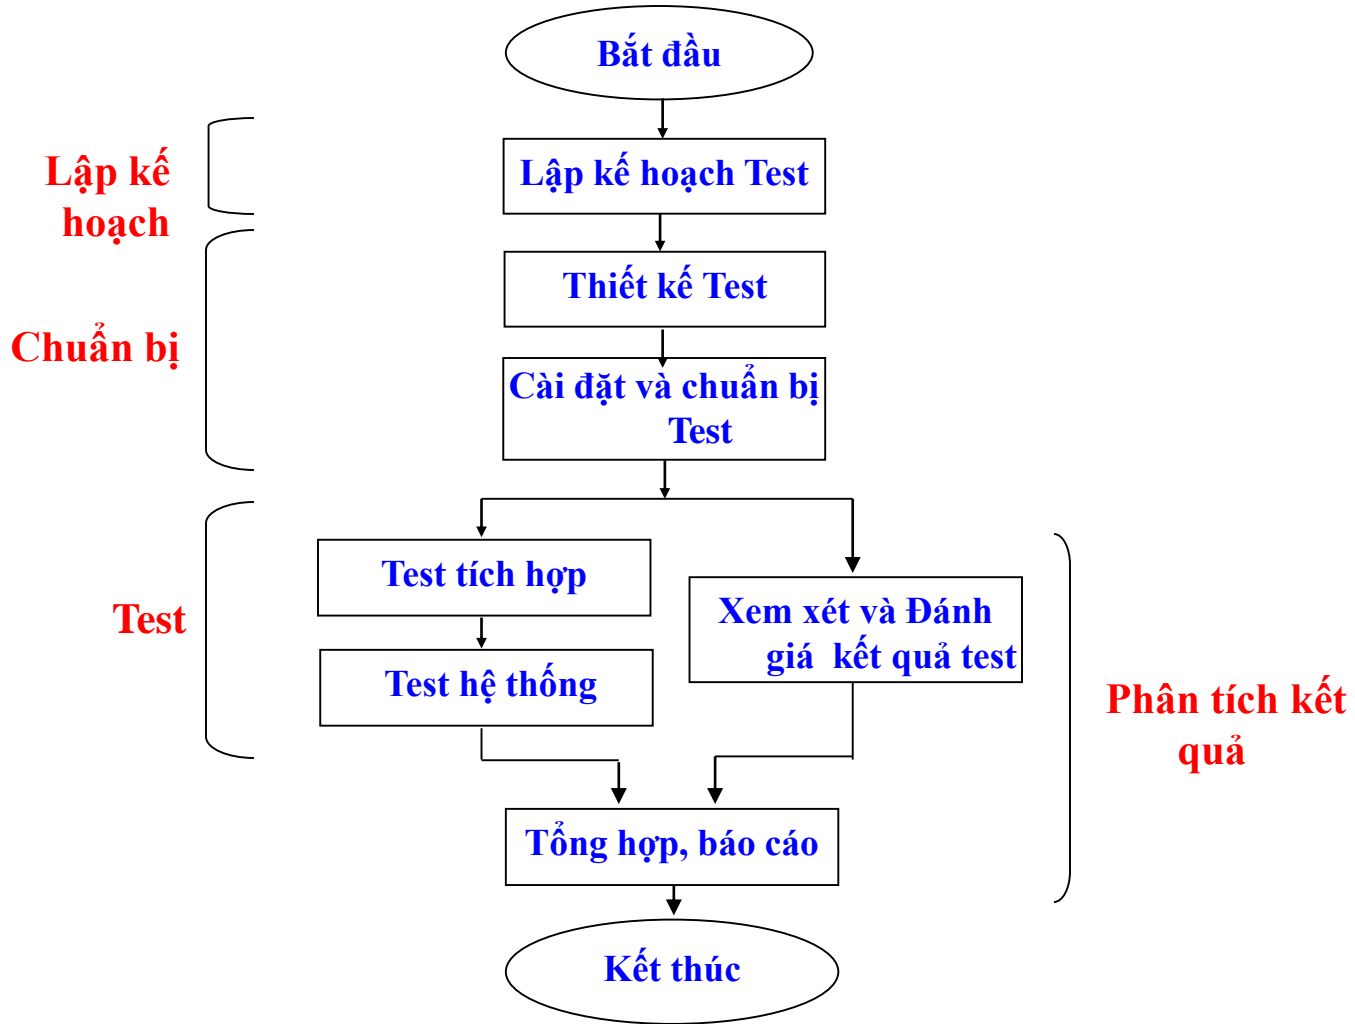 Bắt đầu
Lập kế
hoạch
Lập kế hoạch Test
Thiết kế Test
Chuẩn bị
Cài đặt và chuẩn bị
Test
Test
Test tích hợp
Test hệ thống
Xem xét và Đánh
giá kết quả test
Phân tích kết
quả
Tổng hợp, báo cáo
Kết thúc